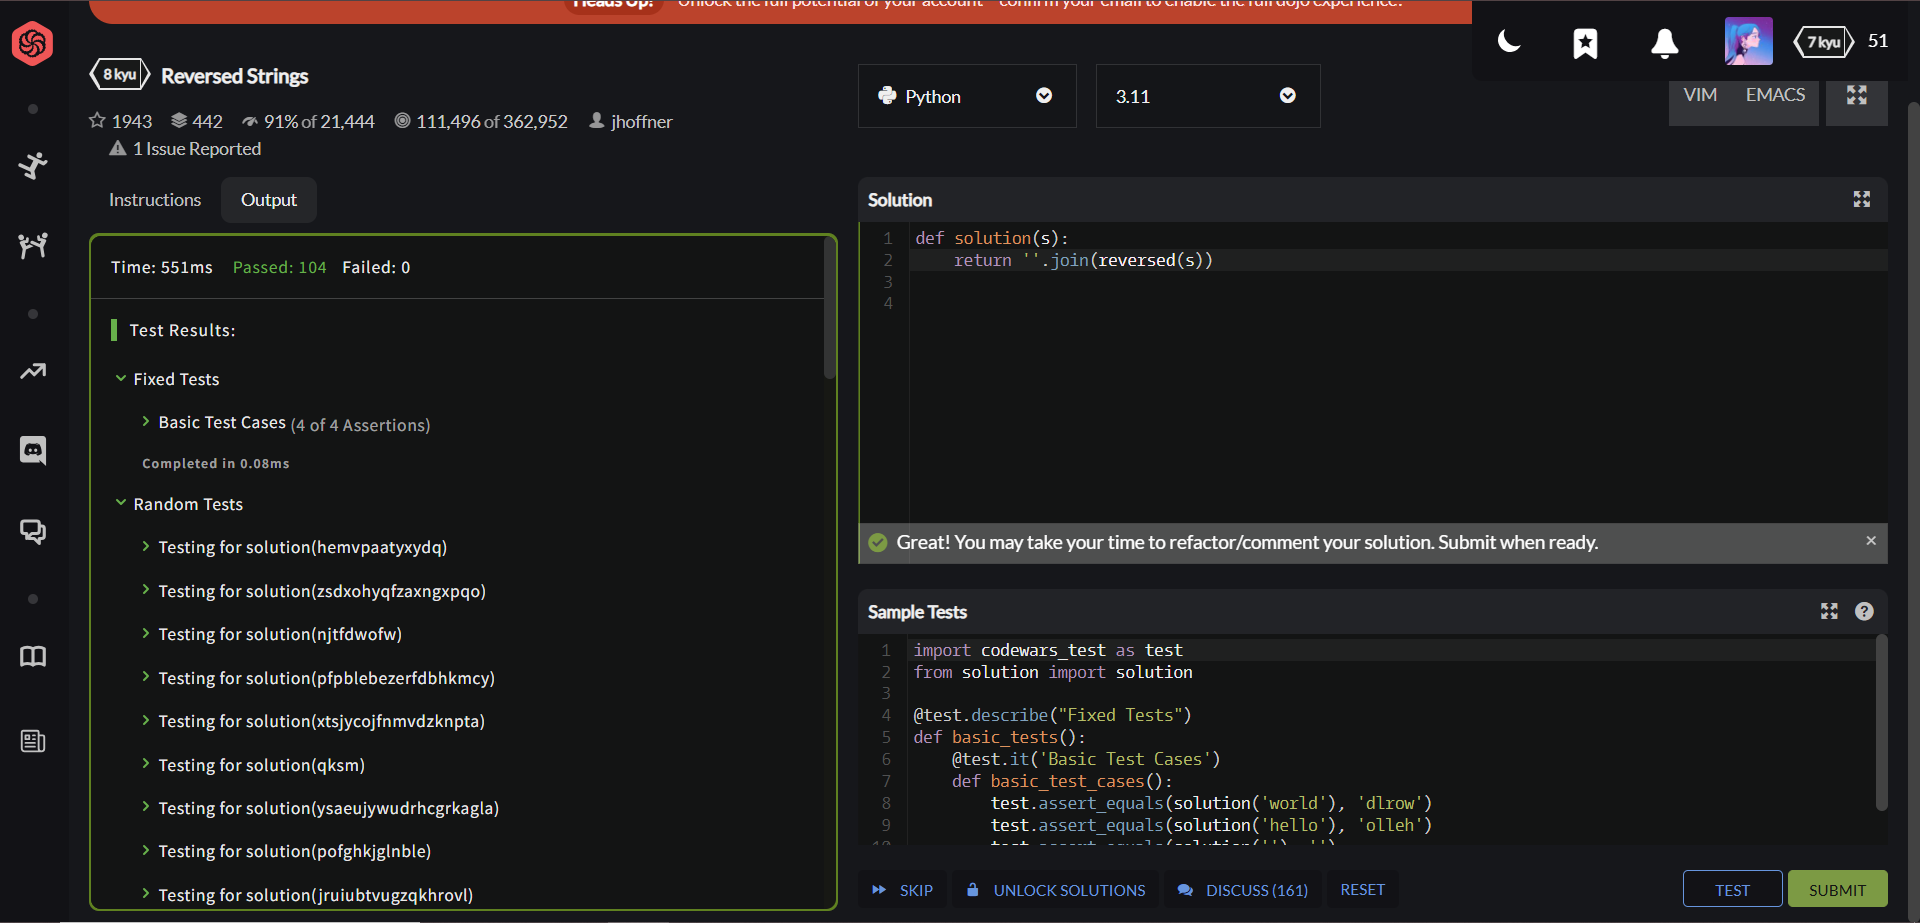 Heads Up! Unlock the full potential of your account - confirm your email to enable the full dojo experience.
7 kyu 51
8 kyu Reversed Strings
1943 442 91% of 21,444 111,496 of 362,952 jhoffner
1 Issue Reported
Python 3.11 VIM EMACS
Instructions Output
Time: 551ms Passed: 104 Failed: 0
Test Results:
Fixed Tests
Basic Test Cases (4 of 4 Assertions)
Completed in 0.08ms
Random Tests
Testing for solution(hemvpaatyxydq)
Testing for solution(zsdxohyqfzaxngxpqo)
Testing for solution(njtfdwofw)
Testing for solution(pfpblebezerfdbhkmcy)
Testing for solution(xtsjycojfnmvdzknpta)
Testing for solution(qksm)
Testing for solution(ysaeujywudrhcgrkagla)
Testing for solution(pofghkjglnble)
Testing for solution(jruiubtvugzqkhrovl)
Solution
1 def solution(s):
2 return ''.join(reversed(s))
3
4
Great! You may take your time to refactor/comment your solution. Submit when ready. ×
Sample Tests
1 import codewars_test as test
2 from solution import solution
3
4 @test.describe("Fixed Tests")
5 def basic_tests():
6 @test.it('Basic Test Cases')
7 def basic_test_cases():
8 test.assert_equals(solution('world'), 'dlrow')
9 test.assert_equals(solution('hello'), 'olleh')
10 test.assert_equals(solution(''), '')
SKIP UNLOCK SOLUTIONS DISCUSS (161) RESET TEST SUBMIT